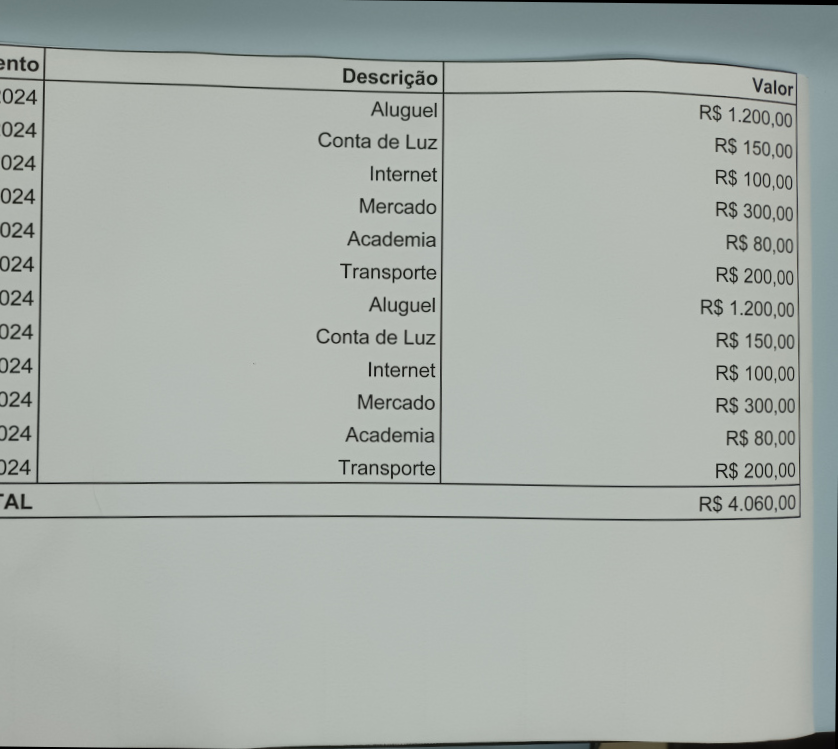 ento Descrição Valor
2024 Aluguel R$ 1.200,00
2024 Conta de Luz R$ 150,00
024 Internet R$ 100,00
024 Mercado R$ 300,00
024 Academia R$ 80,00
024 Transporte R$ 200,00
024 Aluguel R$ 1.200,00
024 Conta de Luz R$ 150,00
024 Internet R$ 100,00
024 Mercado R$ 300,00
024 Academia R$ 80,00
024 Transporte R$ 200,00
TAL R$ 4.060,00